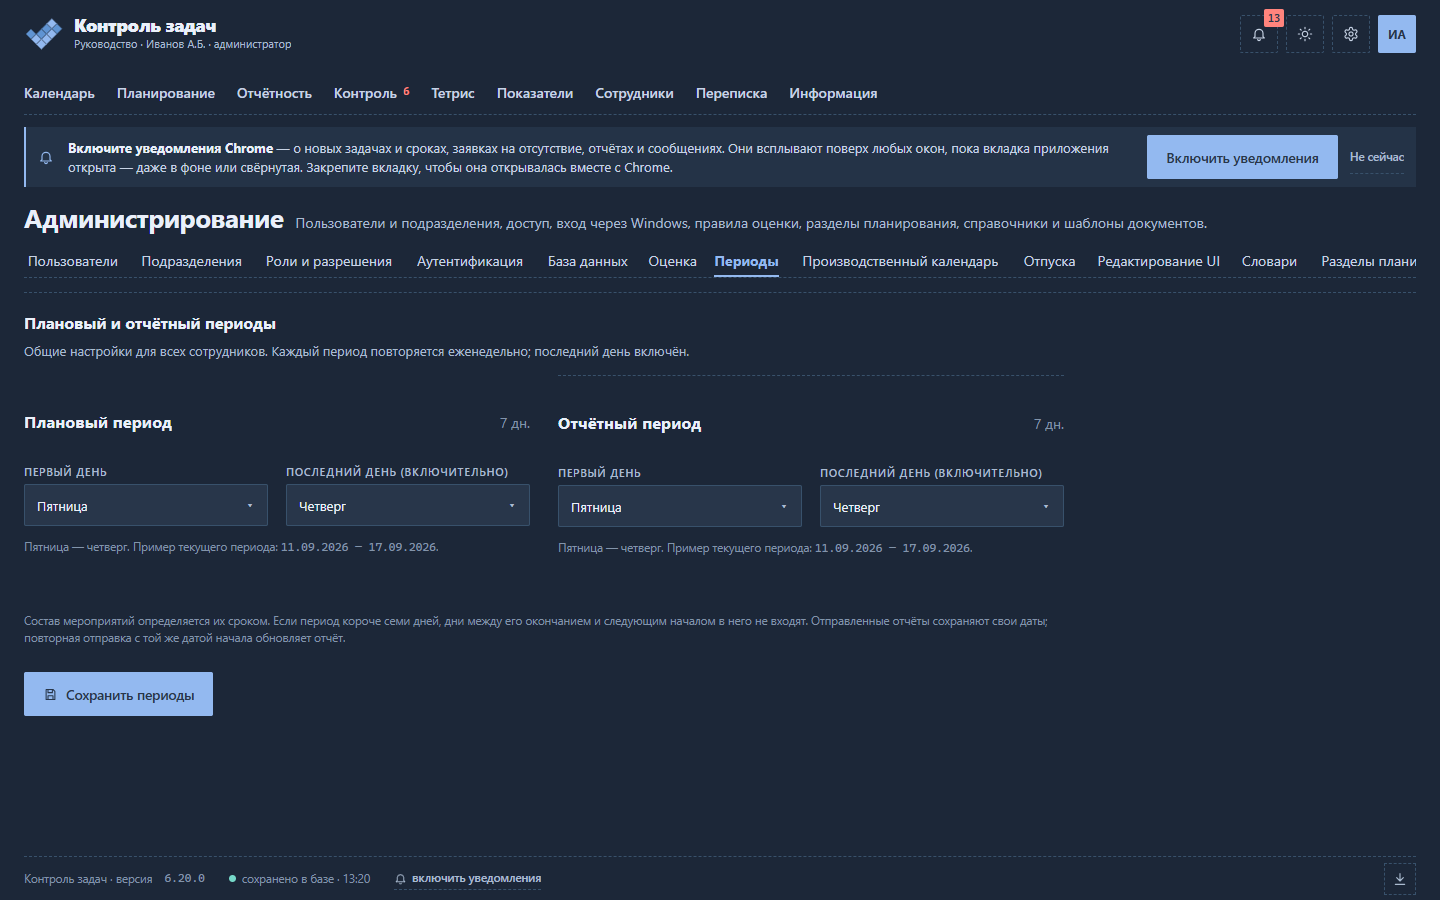 Контроль задач
Руководство · Иванов А.Б. · администратор
13
ИА
Календарь Планирование Отчётность Контроль 6 Тетрис Показатели Сотрудники Переписка Информация
Включите уведомления Chrome — о новых задачах и сроках, заявках на отсутствие, отчётах и сообщениях. Они всплывают поверх любых окон, пока вкладка приложения
открыта — даже в фоне или свёрнутая. Закрепите вкладку, чтобы она открывалась вместе с Chrome.
Включить уведомления
Не сейчас
Администрирование Пользователи и подразделения, доступ, вход через Windows, правила оценки, разделы планирования, справочники и шаблоны документов.
Пользователи Подразделения Роли и разрешения Аутентификация База данных Оценка Периоды Производственный календарь Отпуска Редактирование UI Словари Разделы плани
Плановый и отчётный периоды
Общие настройки для всех сотрудников. Каждый период повторяется еженедельно; последний день включён.
Плановый период 7 дн.
ПЕРВЫЙ ДЕНЬ ПОСЛЕДНИЙ ДЕНЬ (ВКЛЮЧИТЕЛЬНО)
Пятница Четверг
Пятница — четверг. Пример текущего периода: 11.09.2026 — 17.09.2026.
Отчётный период 7 дн.
ПЕРВЫЙ ДЕНЬ ПОСЛЕДНИЙ ДЕНЬ (ВКЛЮЧИТЕЛЬНО)
Пятница Четверг
Пятница — четверг. Пример текущего периода: 11.09.2026 — 17.09.2026.
Состав мероприятий определяется их сроком. Если период короче семи дней, дни между его окончанием и следующим началом в него не входят. Отправленные отчёты сохраняют свои даты;
повторная отправка с той же датой начала обновляет отчёт.
Сохранить периоды
Контроль задач · версия 6.20.0 сохранено в базе · 13:20 включить уведомления